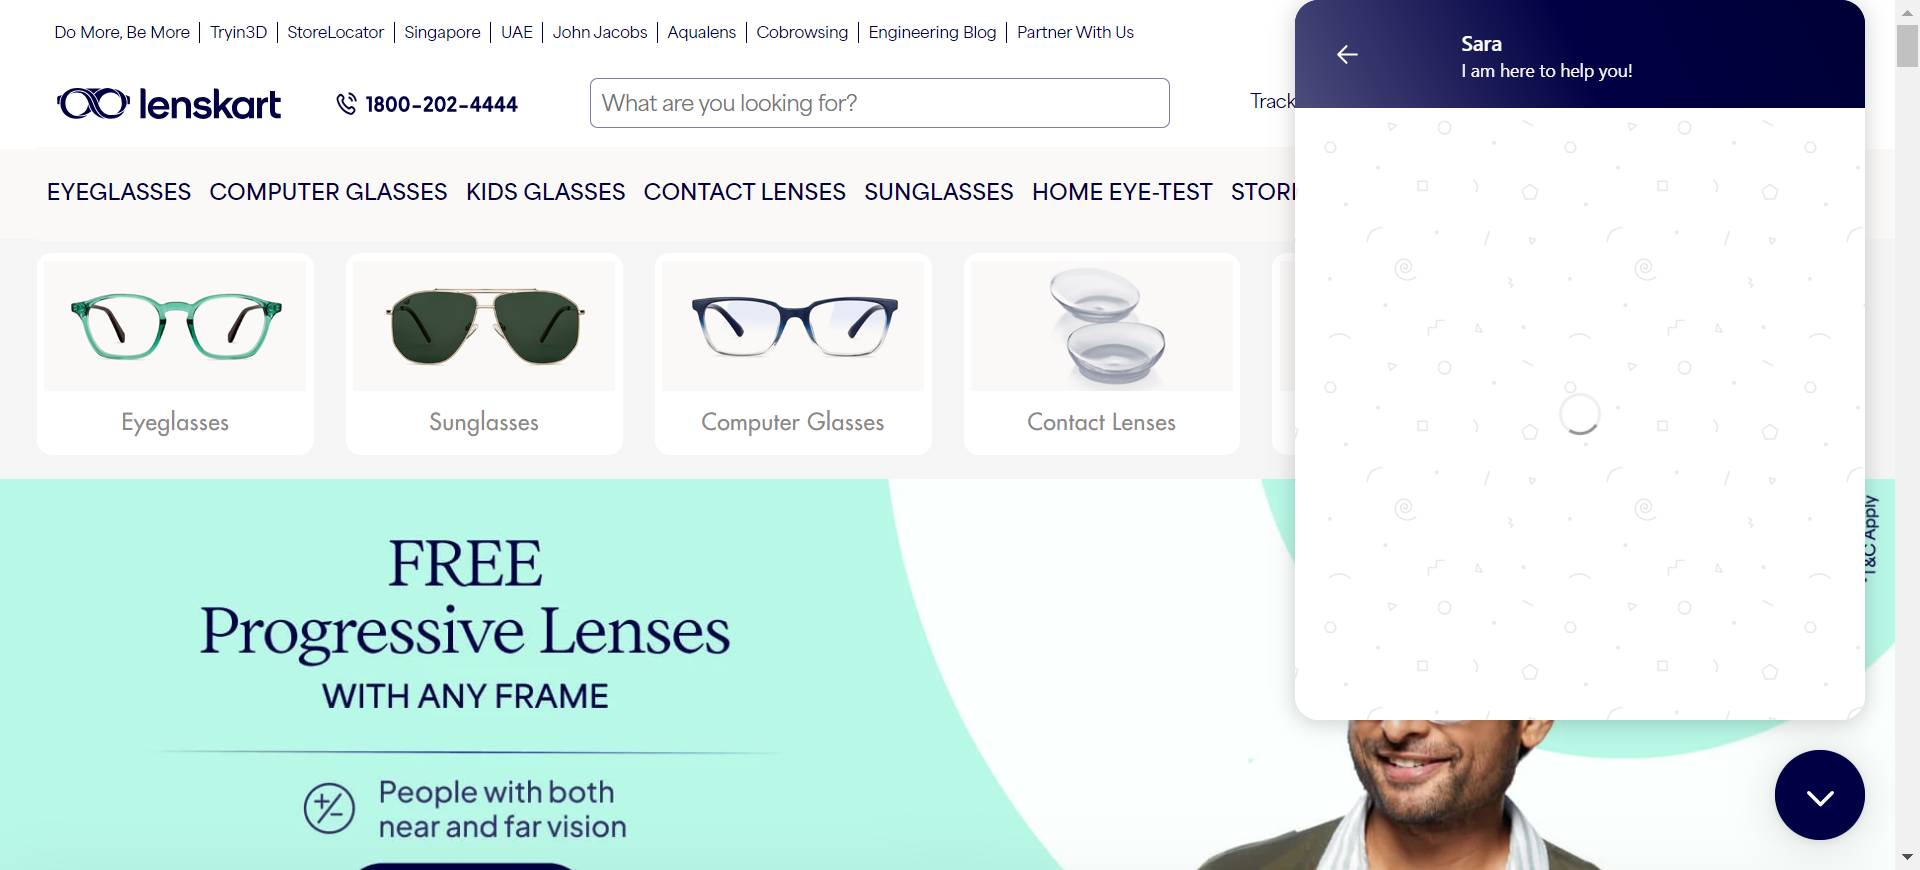 Do More, Be More Tryin3D StoreLocator Singapore UAE John Jacobs Aqualens Cobrowsing Engineering Blog Partner With Us
lenskart 1800-202-4444 What are you looking for? Track
EYEGLASSES COMPUTER GLASSES KIDS GLASSES CONTACT LENSES SUNGLASSES HOME EYE-TEST
Eyeglasses Sunglasses Computer Glasses Contact Lenses
FREE
Progressive Lenses
WITH ANY FRAME
People with both
near and far vision
Sara
I am here to help you!
*T&C Apply